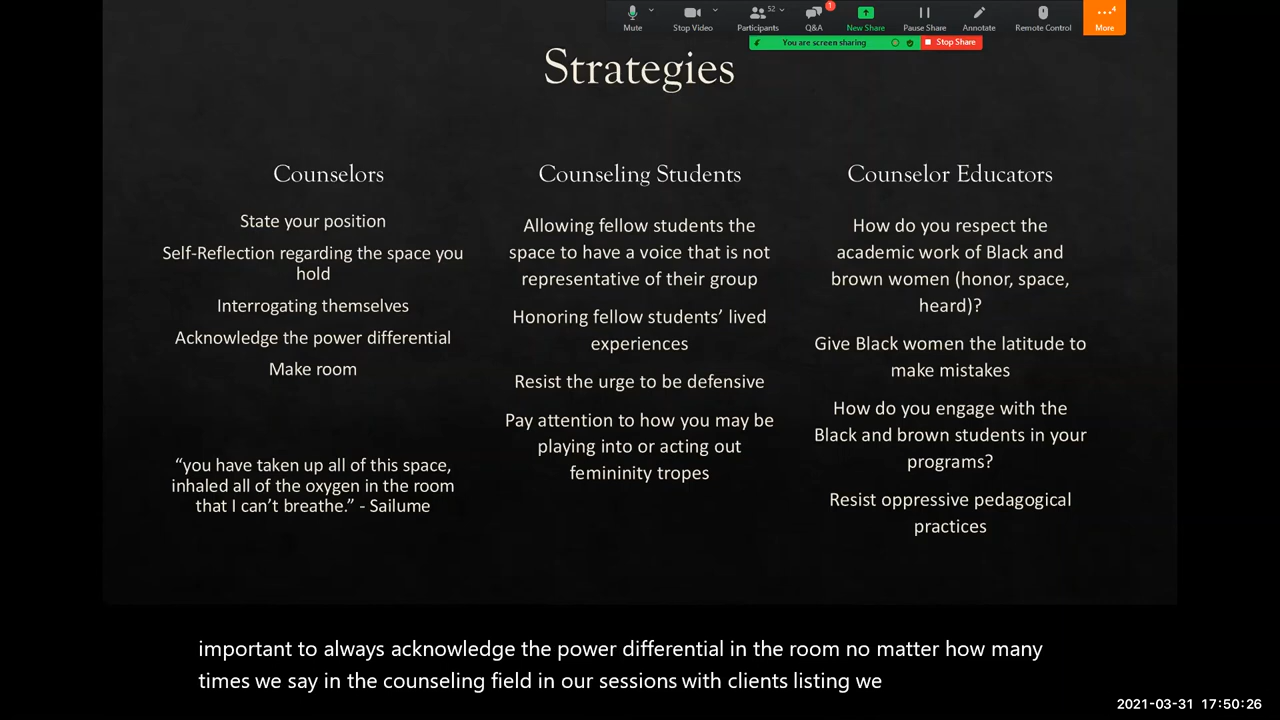 52
1
4
Mute
Stop Video
Participants
Q&A
New Share
Pause Share
Annotate
Remote Control
More
You are screen sharing
Stop Share
Strategies
Counselors
State your position
Self-Reflection regarding the space you
hold
Interrogating themselves
Acknowledge the power differential
Make room
“you have taken up all of this space,
inhaled all of the oxygen in the room
that I can’t breathe.” - Sailume
Counseling Students
Allowing fellow students the
space to have a voice that is not
representative of their group
Honoring fellow students’ lived
experiences
Resist the urge to be defensive
Pay attention to how you may be
playing into or acting out
femininity tropes
Counselor Educators
How do you respect the
academic work of Black and
brown women (honor, space,
heard)?
Give Black women the latitude to
make mistakes
How do you engage with the
Black and brown students in your
programs?
Resist oppressive pedagogical
practices
important to always acknowledge the power differential in the room no matter how many
times we say in the counseling field in our sessions with clients listing we
2021-03-31 17:50:26